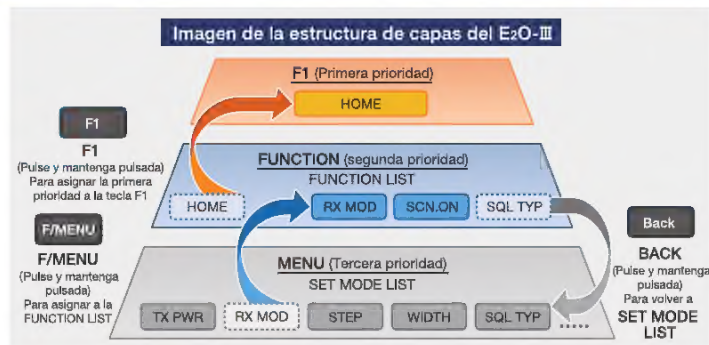 Imagen de la estructura de capas del E2O-III
F1 (Primera prioridad)
HOME
F1
F1
(Pulse y mantenga pulsada)
Para asignar la primera
prioridad a la tecla F1
FUNCTION (segunda prioridad)
FUNCTION LIST
HOME
RX MOD
SCN.ON
SQL TYP
F/MENU
F/MENU
(Pulse y mantenga
pulsada)
Para asignar a la
FUNCTION LIST
Back
BACK
(Pulse y mantenga
pulsada)
Para volver a
SET MODE
LIST
MENU (Tercera prioridad)
SET MODE LIST
TX PWR
RX MOD
STEP
WIDTH
SQL TYP
.....